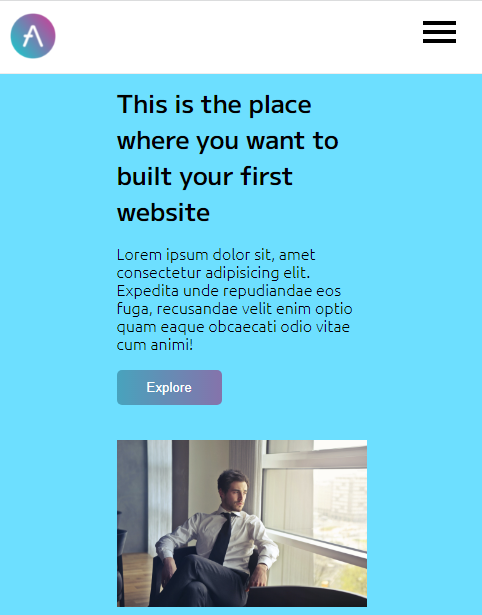 A
This is the place
where you want to
built your first
website
Lorem ipsum dolor sit, amet
consectetur adipisicing elit.
Expedita unde repudiandae eos
fuga, recusandae velit enim optio
quam eaque obcaecati odio vitae
cum animi!
Explore